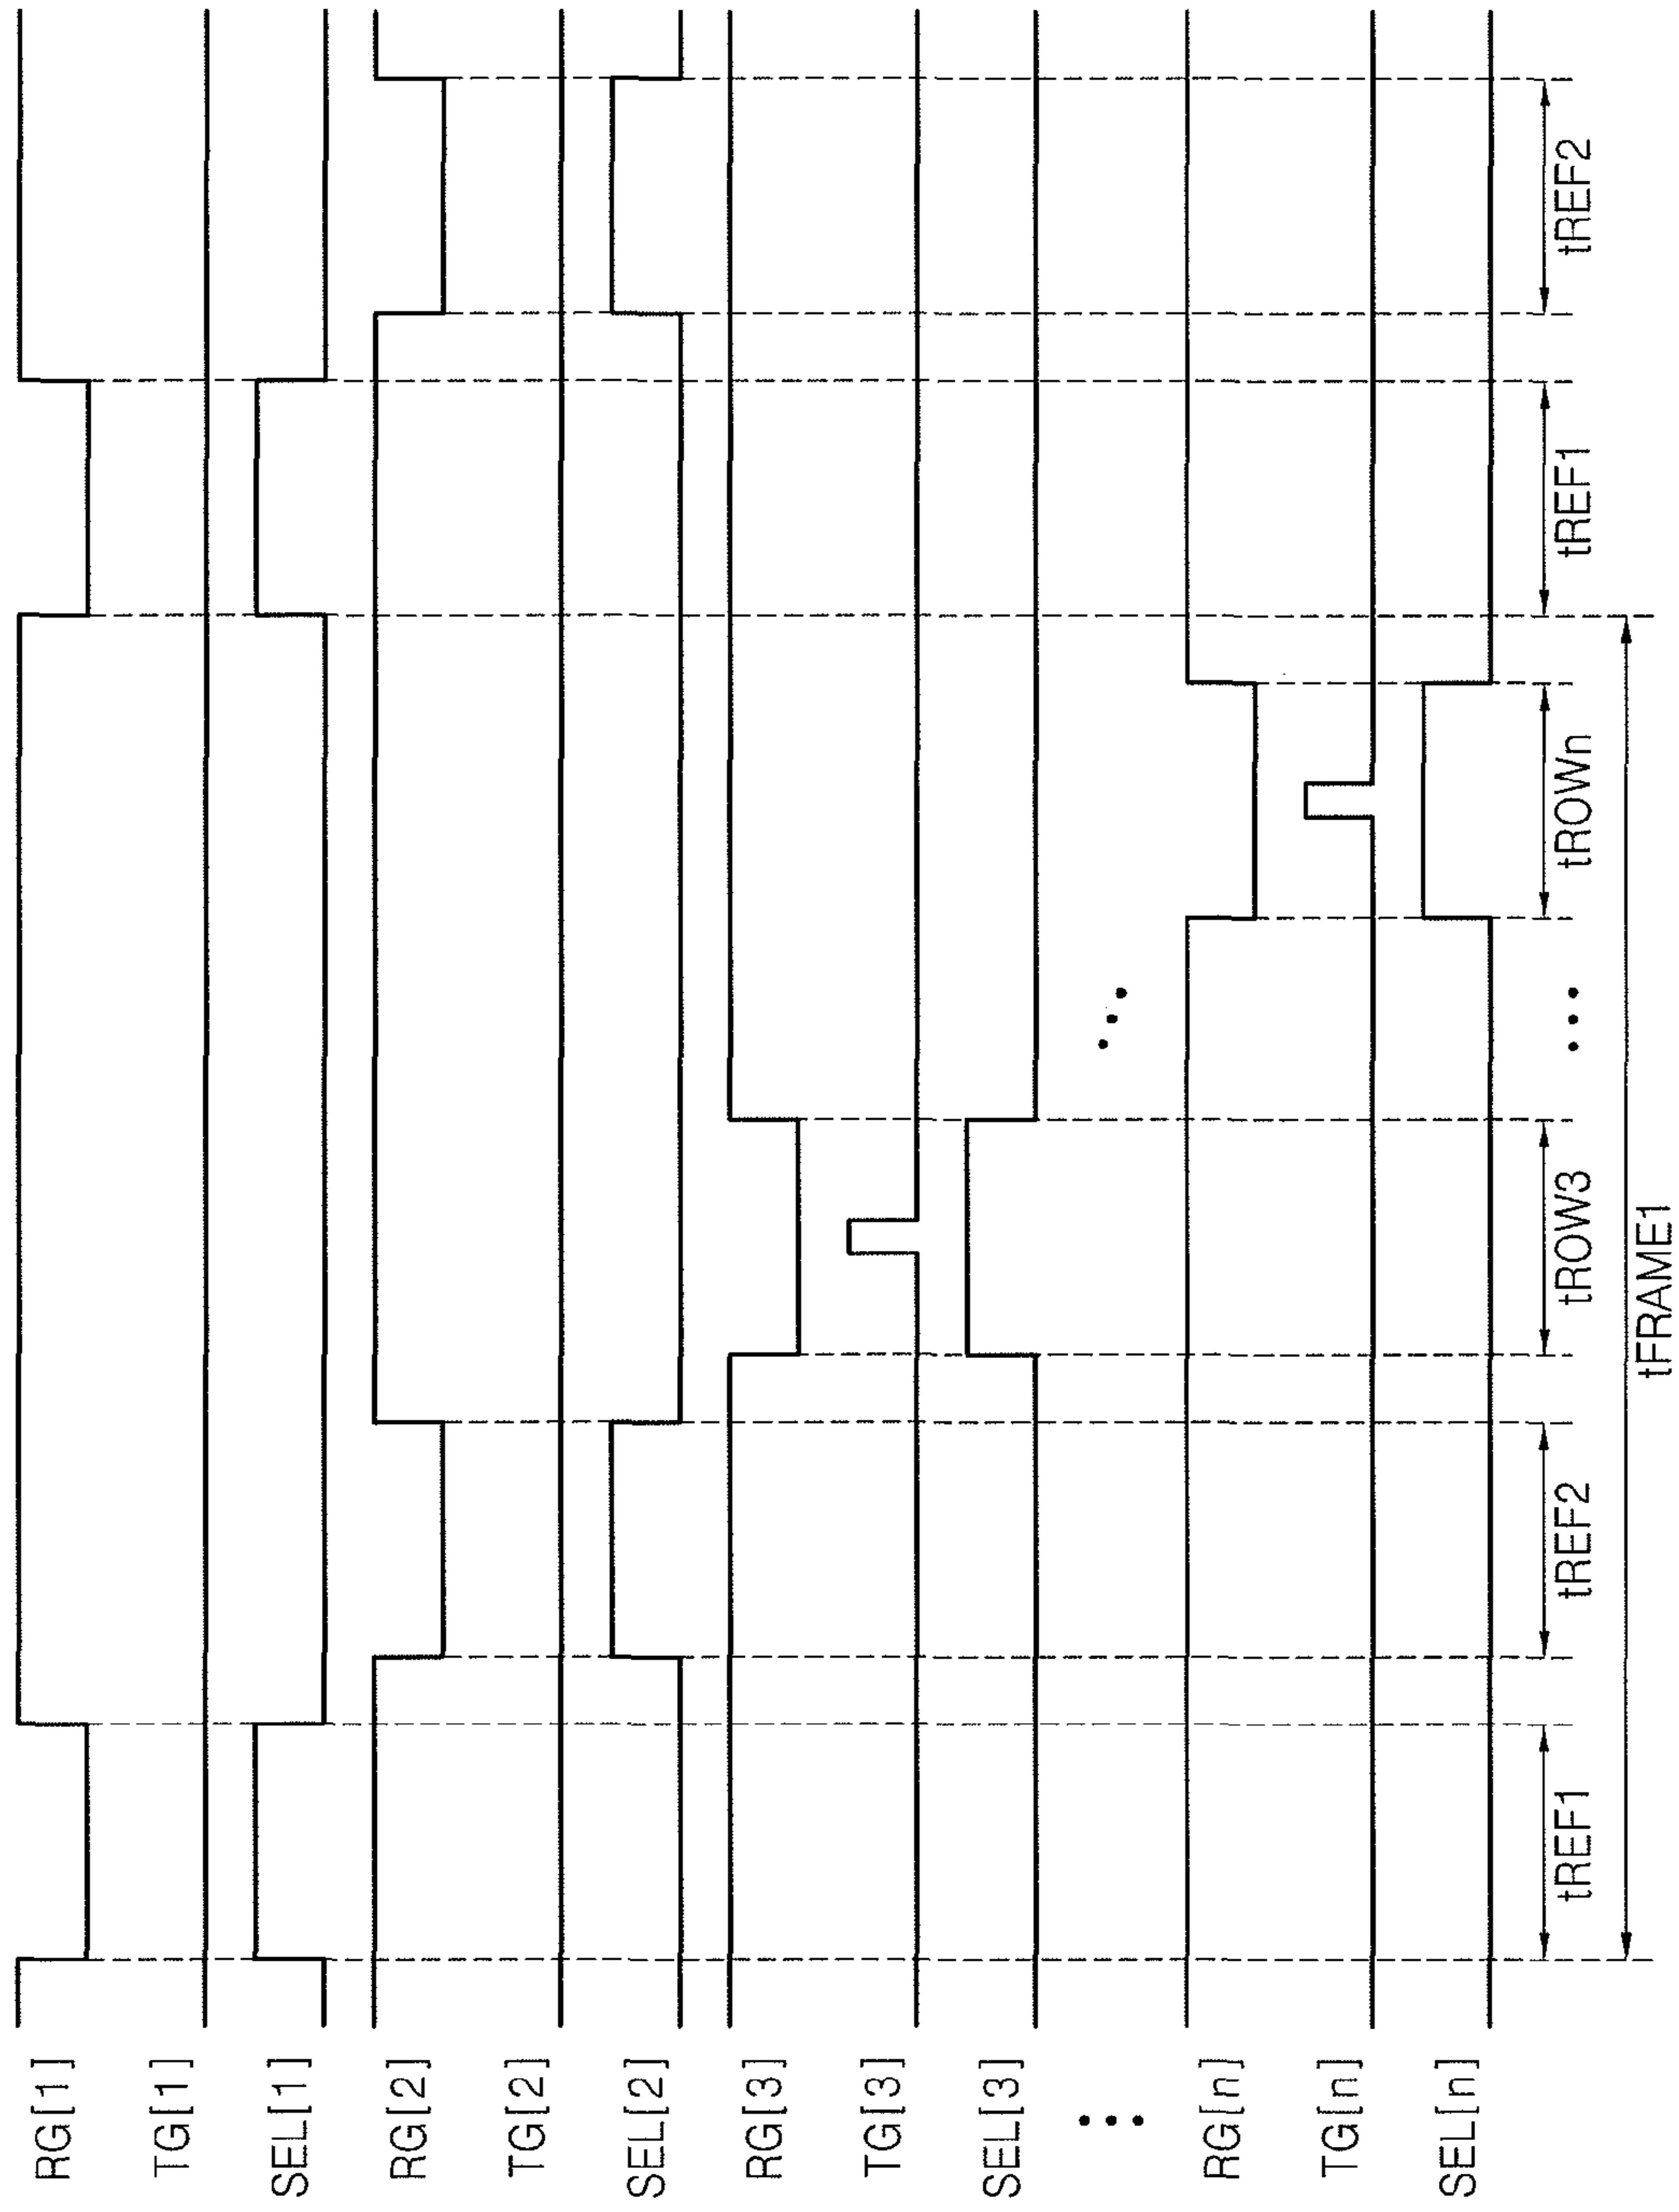 RG[1]
TG[1]
SEL[1]
RG[2]
TG[2]
SEL[2]
RG[3]
TG[3]
SEL[3]
RG[n]
TG[n]
SEL[n]
tREF1
tREF2
tROW3
tROWn
tREF1
tREF2
tFRAME1